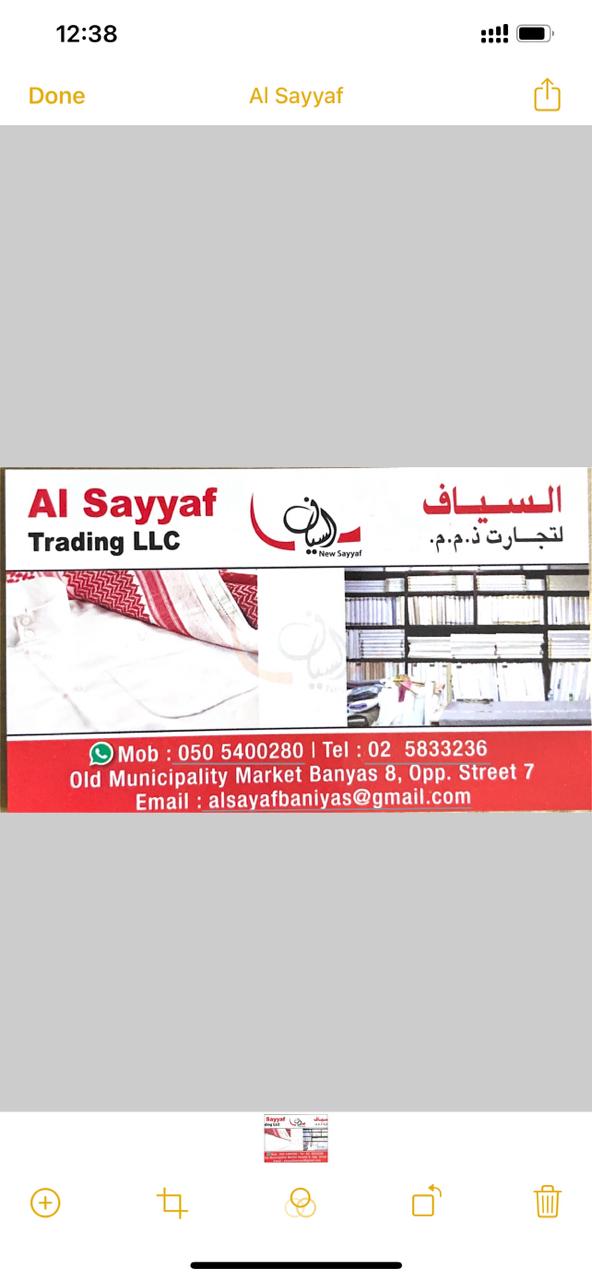 12:38
Done
Al Sayyaf
Al Sayyaf
Trading LLC
السياف
New Sayyaf
السياف
لتجارت ذ.م.م.
Mob : 050 5400280 | Tel : 02 5833236
Old Municipality Market Banyas 8, Opp. Street 7
Email : alsayafbaniyas@gmail.com